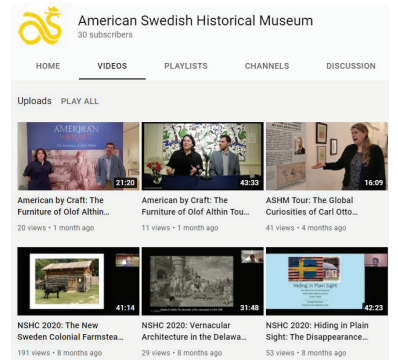 American Swedish Historical Museum
30 subscribers
HOME VIDEOS PLAYLISTS CHANNELS DISCUSSION
Uploads PLAY ALL
AMERICAN
21:20
43:33
16:09
American by Craft: The
Furniture of Olof Althin...
20 views • 1 month ago
American by Craft: The
Furniture of Olof Althin Tou...
11 views • 1 month ago
ASHM Tour: The Global
Curiosities of Carl Otto...
41 views • 4 months ago
41:14
31:48
Hiding in Plain
Sight:
42:23
NSHC 2020: The New
Sweden Colonial Farmstea...
191 views • 8 months ago
NSHC 2020: Vernacular
Architecture in the Delawa...
29 views • 8 months ago
NSHC 2020: Hiding in Plain
Sight: The Disappearance...
53 views • 8 months ago